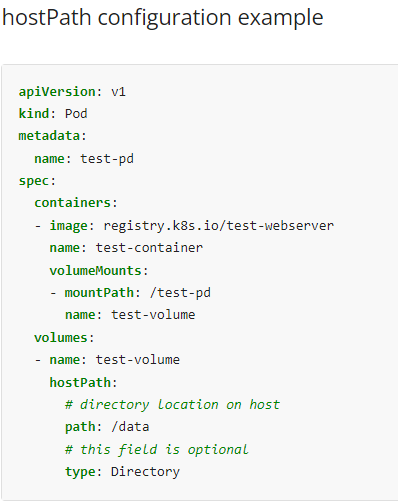 hostPath configuration example
apiVersion: v1
kind: Pod
metadata:
  name: test-pd
spec:
  containers:
  - image: registry.k8s.io/test-webserver
    name: test-container
    volumeMounts:
    - mountPath: /test-pd
      name: test-volume
  volumes:
  - name: test-volume
    hostPath:
      # directory location on host
      path: /data
      # this field is optional
      type: Directory